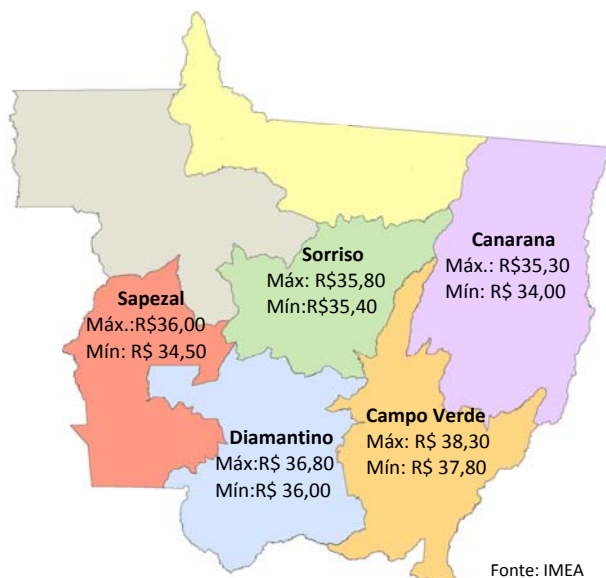 Sorriso
Máx: R$35,80
Mín:R$35,40
Canarana
Máx.: R$35,30
Mín: R$ 34,00
Sapezal
Máx.:R$36,00
Mín: R$ 34,50
Diamantino
Máx:R$ 36,80
Mín:R$ 36,00
Campo Verde
Máx: R$ 38,30
Mín: R$ 37,80
Fonte: IMEA